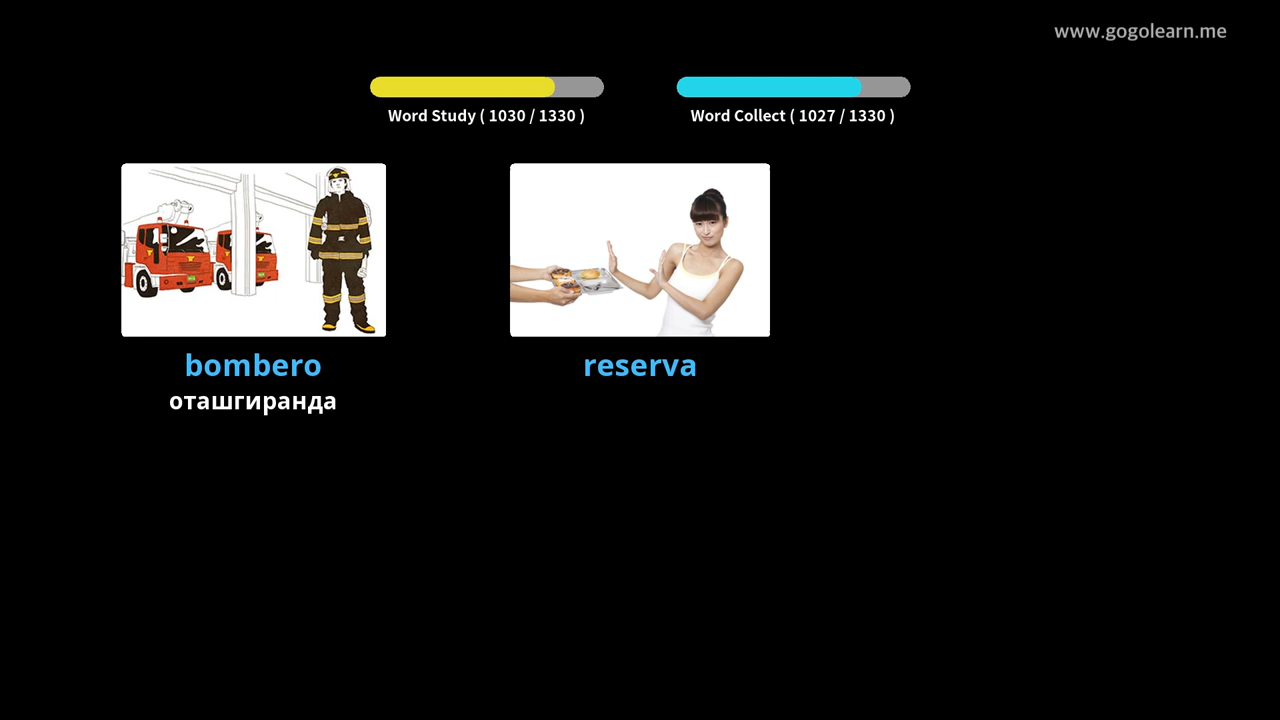 www.gogolearn.me
Word Study ( 1030 / 1330 )
Word Collect ( 1027 / 1330 )
bombero
оташгиранда
reserva